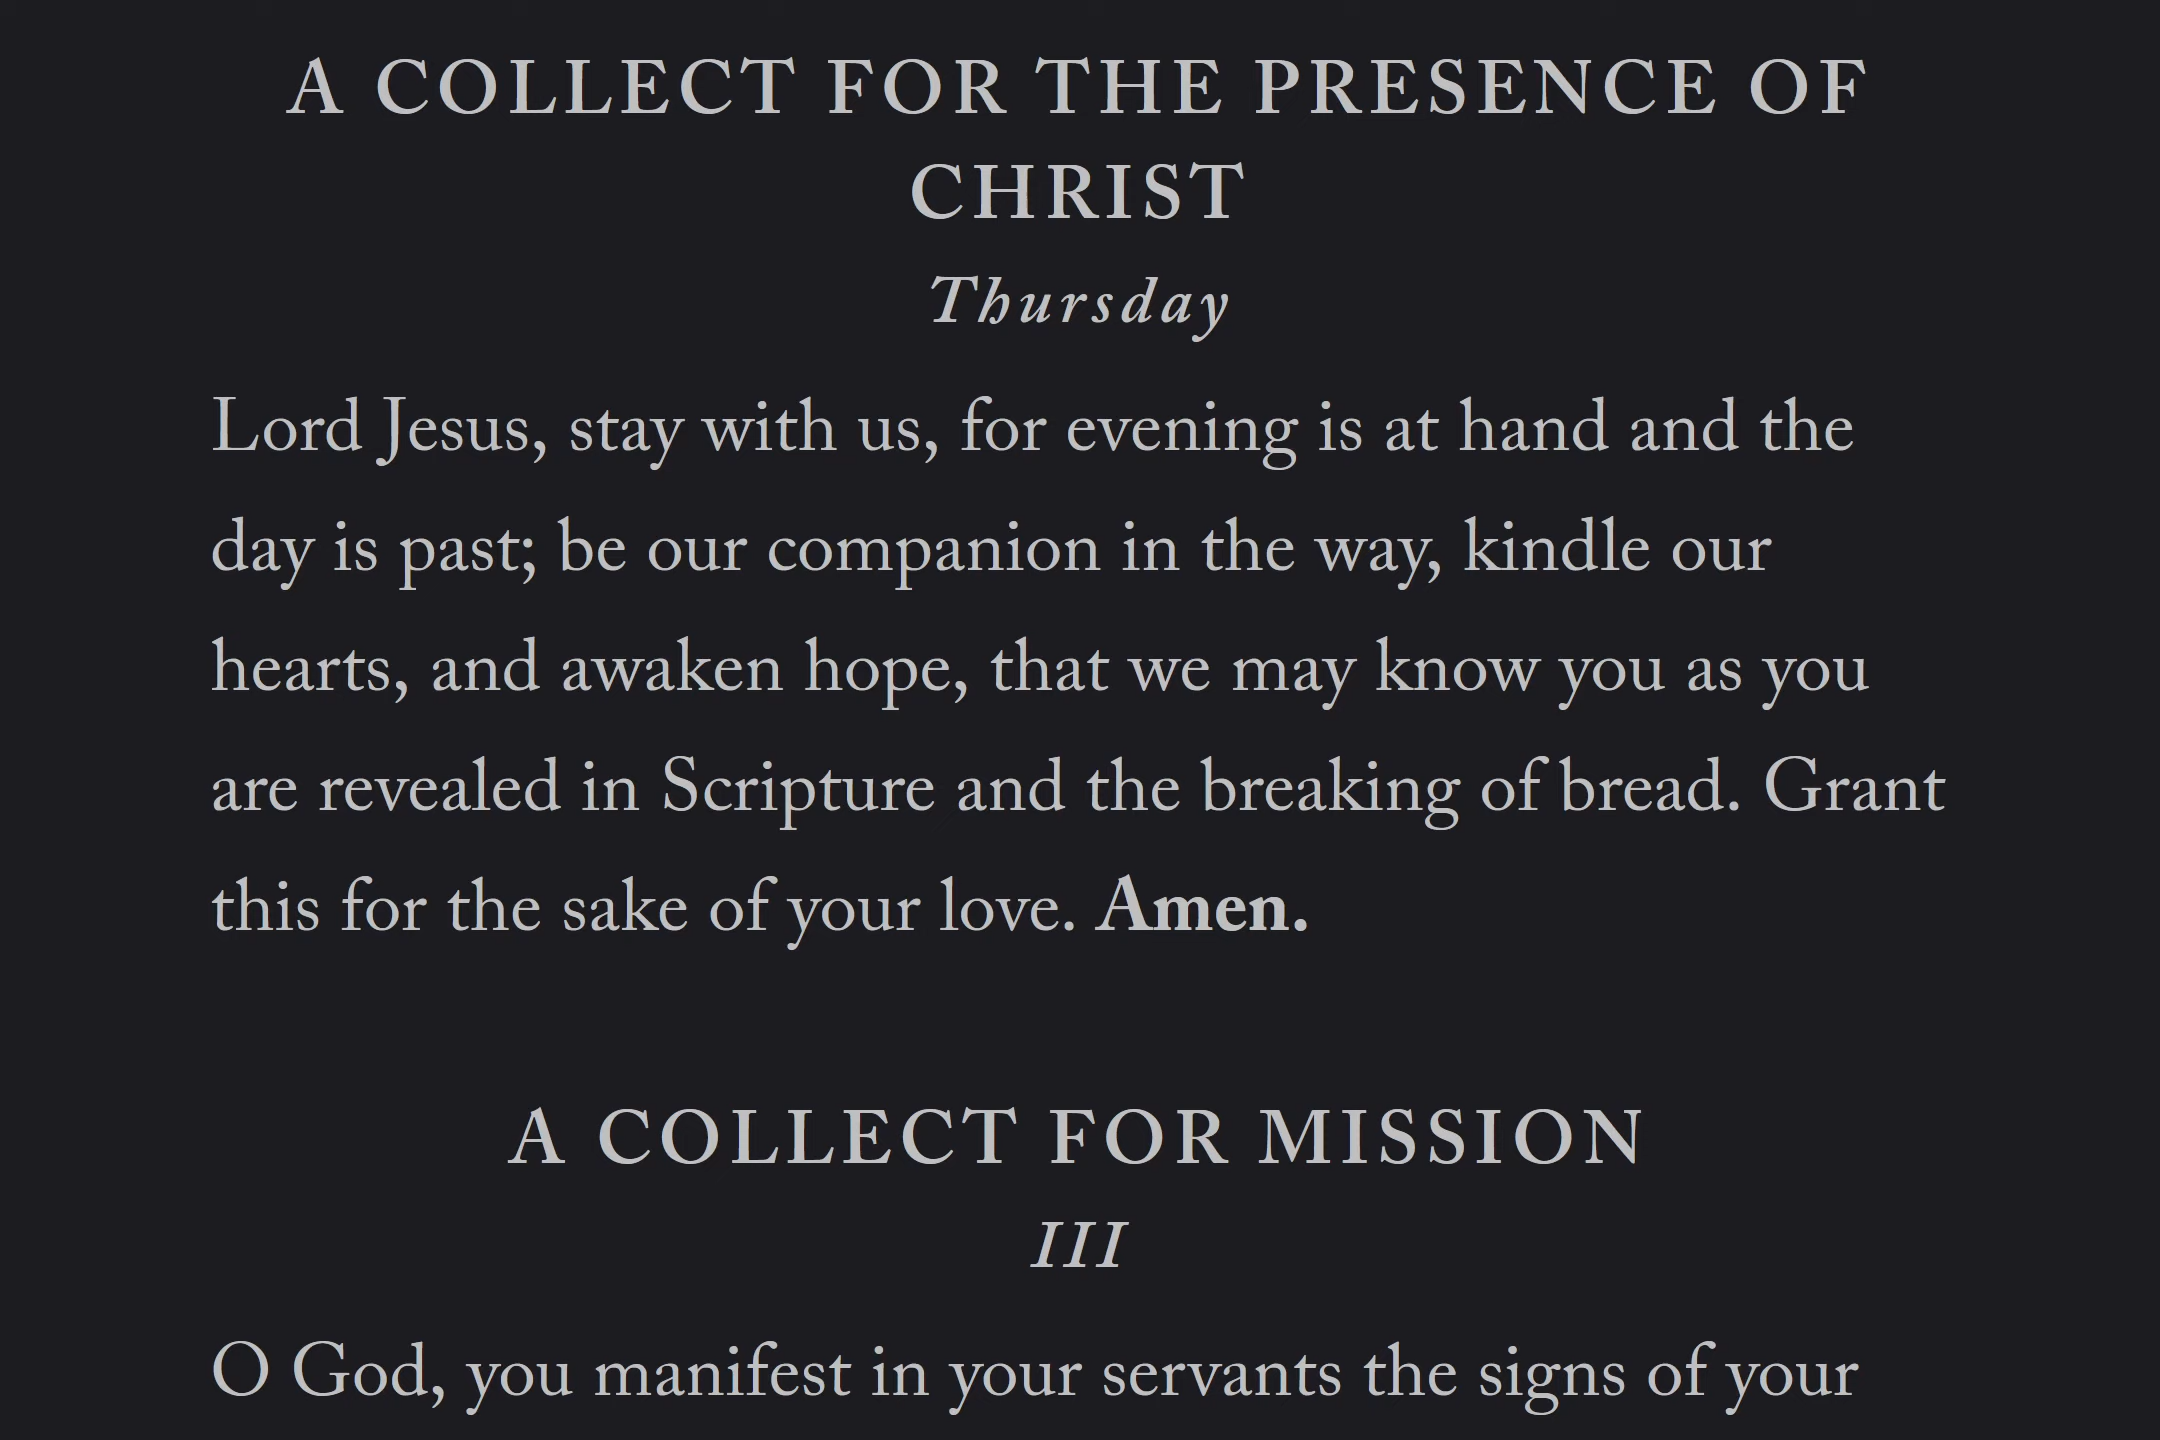 A COLLECT FOR THE PRESENCE OF
CHRIST
Thursday
Lord Jesus, stay with us, for evening is at hand and the
day is past; be our companion in the way, kindle our
hearts, and awaken hope, that we may know you as you
are revealed in Scripture and the breaking of bread. Grant
this for the sake of your love. Amen.
A COLLECT FOR MISSION
III
O God, you manifest in your servants the signs of your